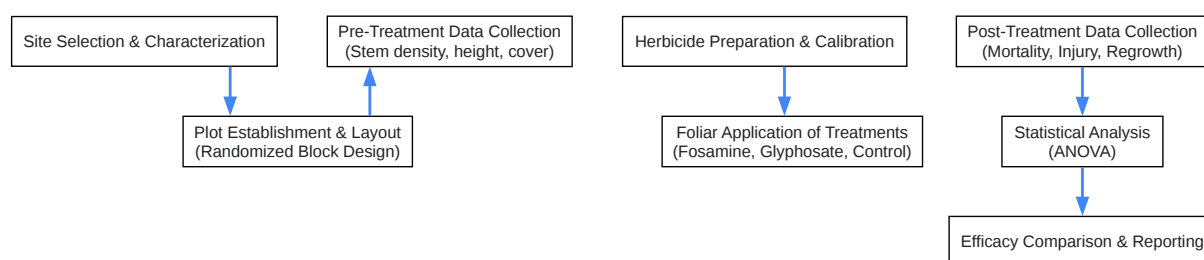 Site Selection & Characterization
Plot Establishment & Layout
(Randomized Block Design)
Pre-Treatment Data Collection
(Stem density, height, cover)
Herbicide Preparation & Calibration
Foliar Application of Treatments
(Fosamine, Glyphosate, Control)
Post-Treatment Data Collection
(Mortality, Injury, Regrowth)
Statistical Analysis
(ANOVA)
Efficacy Comparison & Reporting